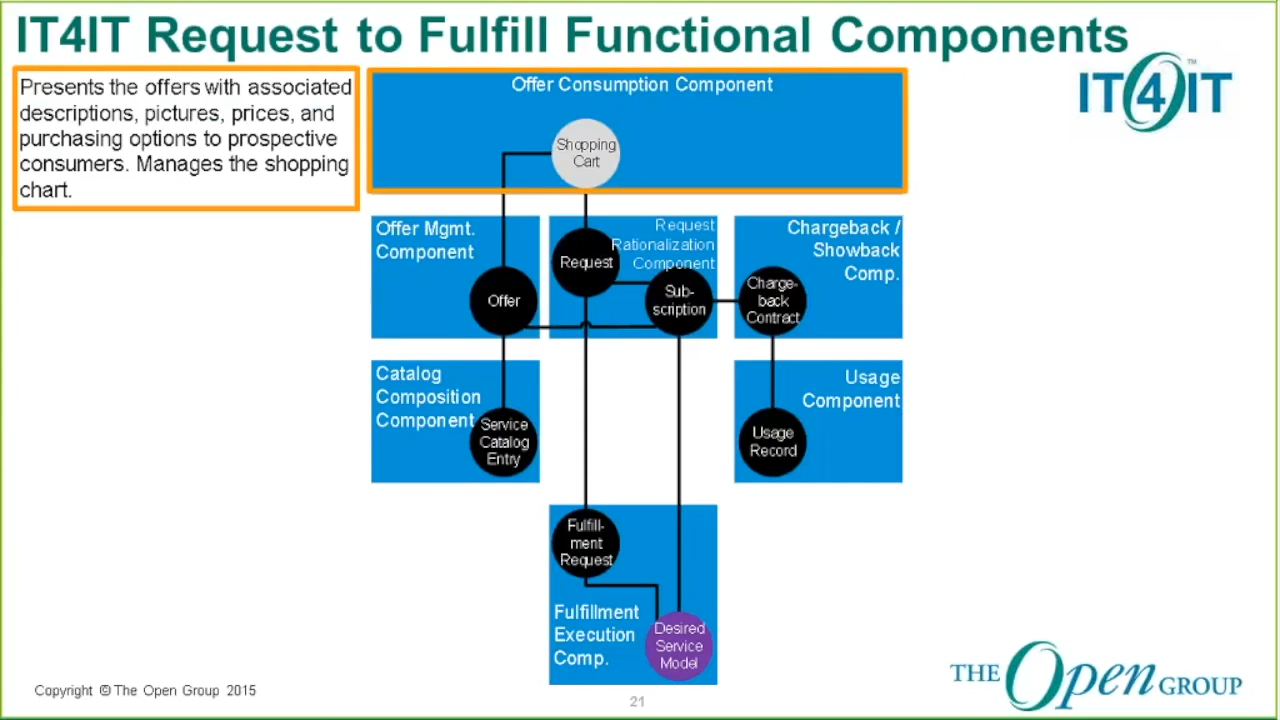 IT4IT Request to Fulfill Functional Components
Presents the offers with associated
descriptions, pictures, prices, and
purchasing options to prospective
consumers. Manages the shopping
chart.
Offer Consumption Component
IT4IT™
Shopping
Cart
Offer Mgmt.
Component
Request
Rationalization
Component
Chargeback /
Showback
Comp.
Request
Offer
Sub-
scription
Charge-
back
Contract
Catalog
Composition
Component
Service
Catalog
Entry
Usage
Component
Usage
Record
Fulfill-
ment
Request
Fulfillment
Execution
Comp.
Desired
Service
Model
Copyright © The Open Group 2015
21
THE Open GROUP